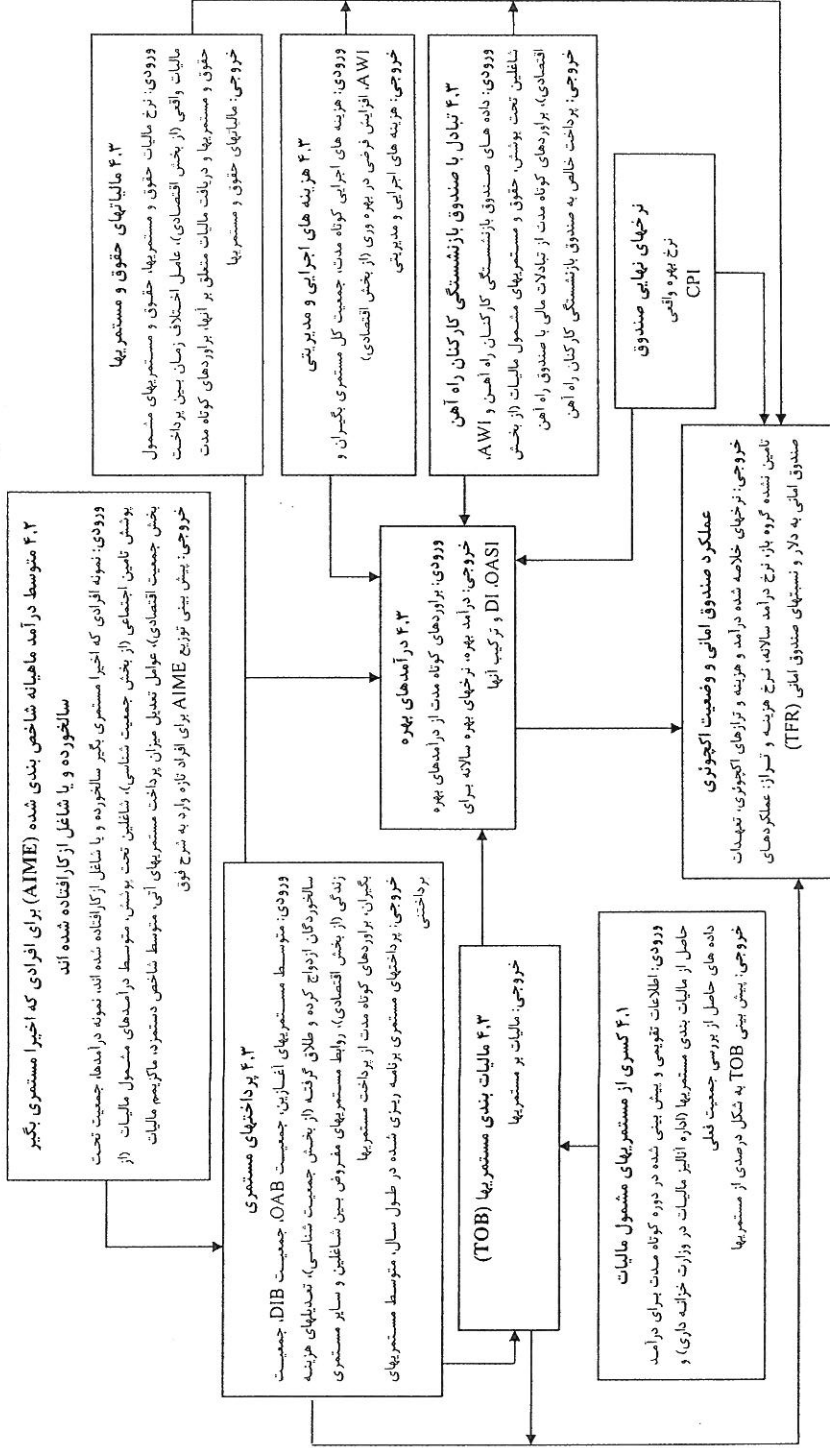 ۴.۲ متوسط درآمد ماهیانه شاخص بندی شده (AIME) برای افرادی که اخیرا مستمری بگیر
سالخورده و یا شاغل ازکارافتاده شده اند
ورودی: نمونه افرادی که اخیرا مستمری بگیر سالخورده و یا شاغل ازکارافتاده شده اند، نمونه درآمدها، جمعیت تحت
پوشش تامین اجتماعی (از بخش جمعیت شناسی)، شاغلین تحت پوشش، متوسط درآمدهای مشمول مالیات (از
بخش جمعیت اقتصادی)، عوامل تعدیل میزان پرداخت مستمریهای آتی، متوسط شاخص دستمزد، ماکزیمم مالیات
خروجی: پیش بینی توزیع AIME برای افراد تازه وارد به شرح فوق
۴.۳ مالیاتهای حقوق و مستمریها
ورودی: نرخ مالیات حقوق و مستمریها، حقوق و مستمریهای مشمول
مالیات واقعی (از بخش اقتصادی)، عامل اختلاف زمان بین پرداخت
حقوق و مستمریها و دریافت مالیات متعلق بر آنها، براوردهای کوتاه مدت
خروجی: مالیاتهای حقوق و مستمریها
۴.۳ هزینه های اجرایی و مدیریتی
ورودی: هزینه های اجرایی کوتاه مدت، جمعیت کل مستمری بگیران و
AWI، افزایش فرضی در بهره وری (از بخش اقتصادی)
خروجی: هزینه های اجرایی و مدیریتی
۴.۳ تبادل با صندوق بازنشستگی کارکنان راه آهن
ورودی: داده های صندوق بازنشستگی کارکنان راه آهن و AWI،
شاغلین تحت پوشش، حقوق و مستمریهای مشمول مالیات (از بخش
اقتصادی)، براوردهای کوتاه مدت از تبادلات مالی با صندوق راه آهن
خروجی: پرداخت خالص به صندوق بازنشستگی کارکنان راه آهن
نرخهای نهایی صندوق
نرخ بهره واقعی
CPI
۴.۳ پرداختهای مستمری
ورودی: متوسط مستمریهای اغازین، جمعیت OAB، جمعیت DIB، جمعیت
سالخوردگان ازدواج کرده و طلاق گرفته (از بخش جمعیت شناسی)، تعدیلهای هزینه
زندگی (از بخش اقتصادی)، روابط مستمریهای مفروض بین شاغلین و سایر مستمری
بگیران، براوردهای کوتاه مدت از پرداخت مستمریها
خروجی: پرداختهای مستمری برنامه ریزی شده در طول سال، متوسط مستمریهای
پرداختنی
۴.۳ درآمدهای بهره
ورودی: براوردهای کوتاه مدت از درآمدهای بهره
خروجی: درآمد بهره، نرخهای بهره سالانه برای
DI ،OASI و ترکیب آنها
۴.۳ مالیات بندی مستمریها (TOB)
خروجی: مالیات بر مستمریها
۴.۱ کسری از مستمریهای مشمول مالیات
ورودی: اطلاعات تقویمی و پیش بینی شده در دوره کوتاه مدت برای درآمد
حاصل از مالیات بندی مستمریها (اداره انالیز مالیات در وزارت خزانه داری) و
داده های حاصل از بررسی جمعیت فعلی
خروجی: پیش بینی TOB به شکل درصدی از مستمریها
عملکرد صندوق امانی و وضعیت اکچوئری
خروجی: نرخهای خلاصه شده درآمد و هزینه و ترازهای اکچوئری، تعهدات
تامین نشده گروه باز، نرخ درآمد سالانه، نرخ هزینه و تراز؛ عملکردهای
صندوق امانی به دلار و نسبتهای صندوق امانی (TFR)